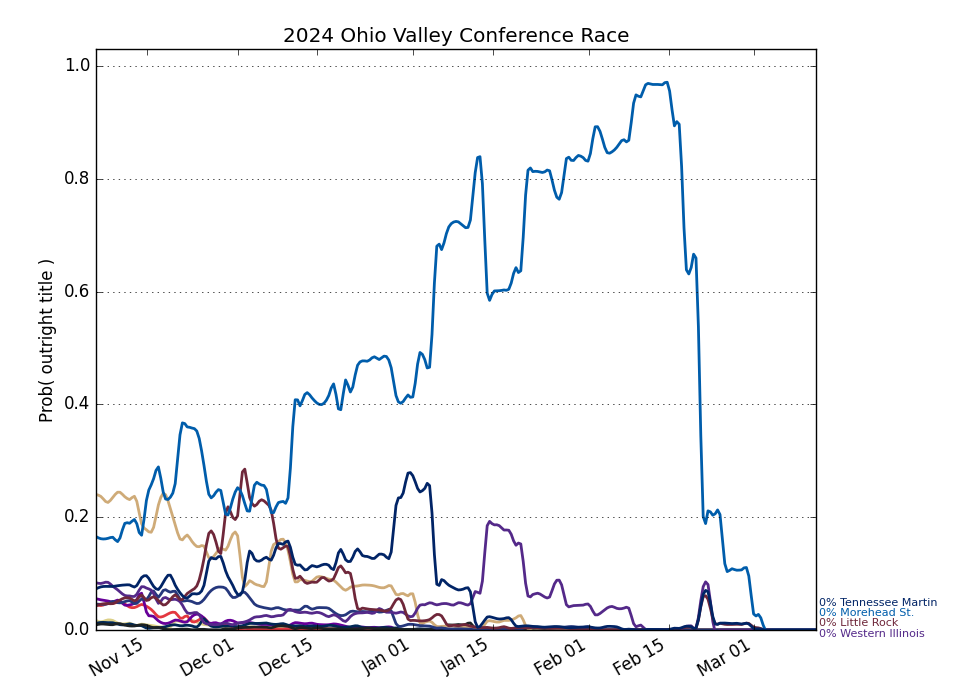 2024 Ohio Valley Conference Race
Prob( outright title )
1.0
0.8
0.6
0.4
0.2
0.0
Nov 15
Dec 01
Dec 15
Jan 01
Jan 15
Feb 01
Feb 15
Mar 01
0% Tennessee Martin
0% Morehead St.
0% Little Rock
0% Western Illinois